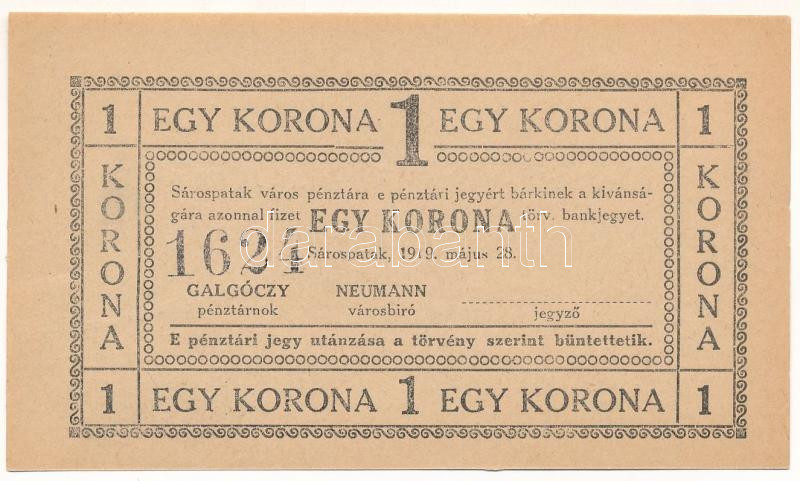 1 EGY KORONA 1 EGY KORONA 1
KORONA
KORONA
Sárospatak város pénztára e pénztári jegyért bárkinek a kivánsá-
gára azonnal fizet EGY KORONA törv. bankjegyet.
1624 Sárospatak, 1919. május 28.
GALGÓCZY NEUMANN
pénztárnok városbiró jegyző
E pénztári jegy utánzása a törvény szerint büntettetik.
1 EGY KORONA 1 EGY KORONA 1
darabanth